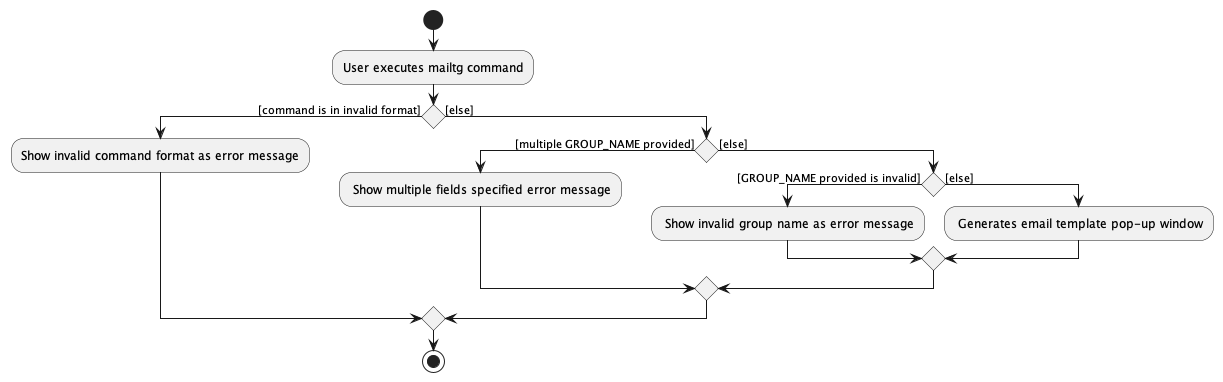 User executes mailtg command
[command is in invalid format]
[else]
Show invalid command format as error message
[multiple GROUP_NAME provided]
[else]
Show multiple fields specified error message
[GROUP_NAME provided is invalid]
[else]
Show invalid group name as error message
Generates email template pop-up window